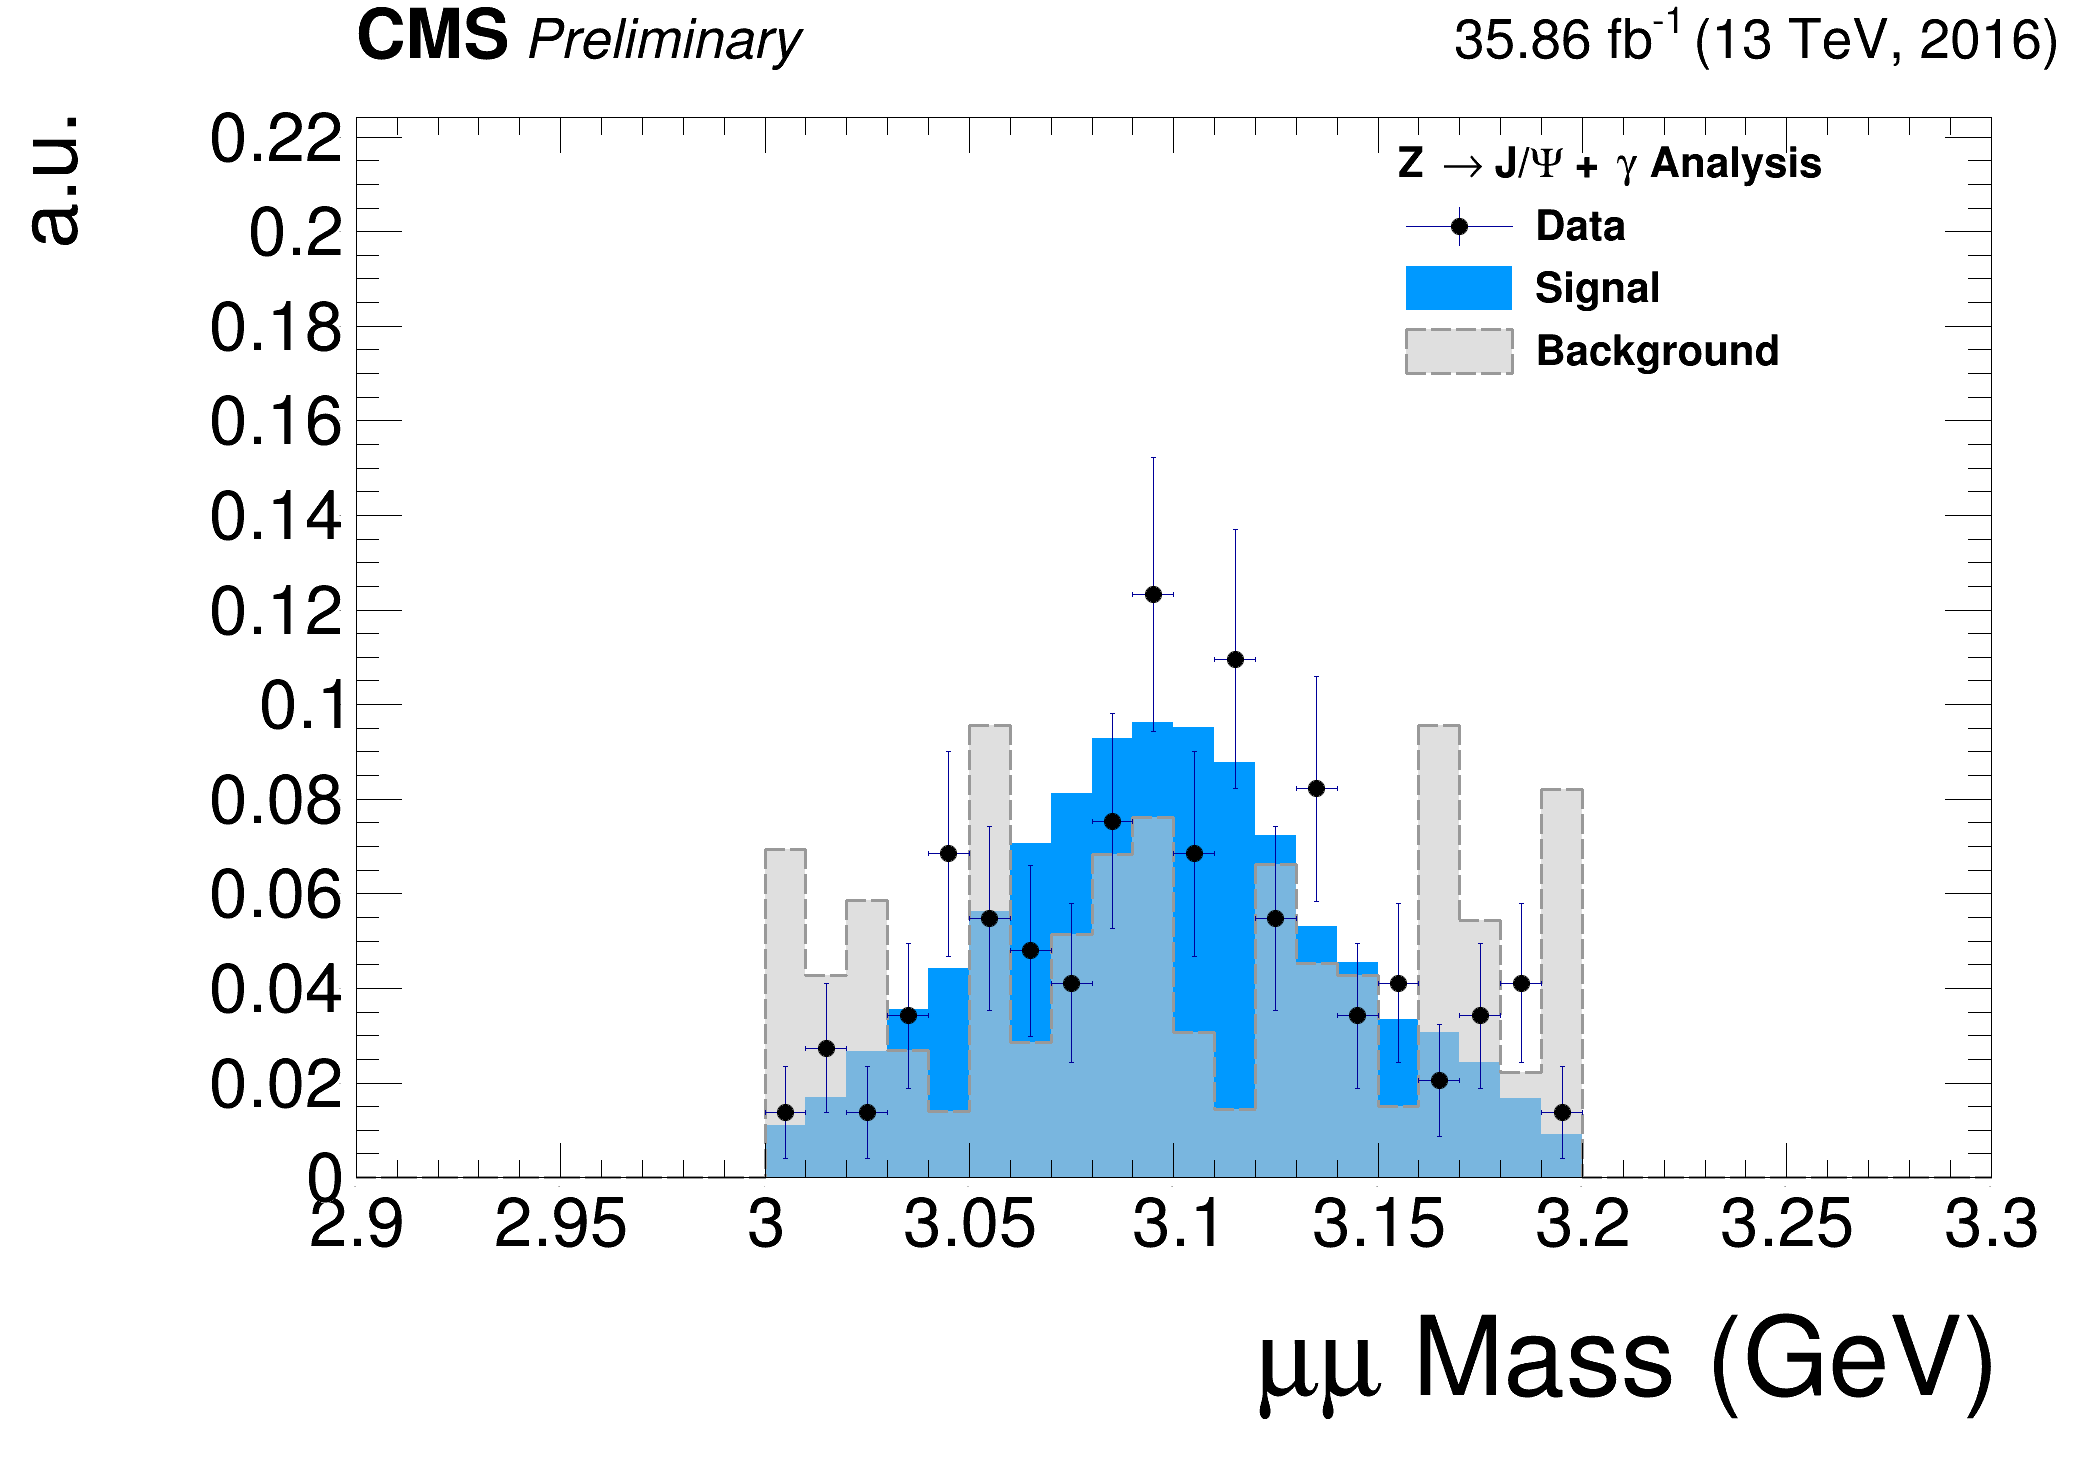 CMS Preliminary
35.86 fb⁻¹ (13 TeV, 2016)
a.u.
0.22
0.2
0.18
0.16
0.14
0.12
0.1
0.08
0.06
0.04
0.02
0
Z → J/Ψ + γ Analysis
Data
Signal
Background
2.9 2.95 3 3.05 3.1 3.15 3.2 3.25 3.3
μμ Mass (GeV)